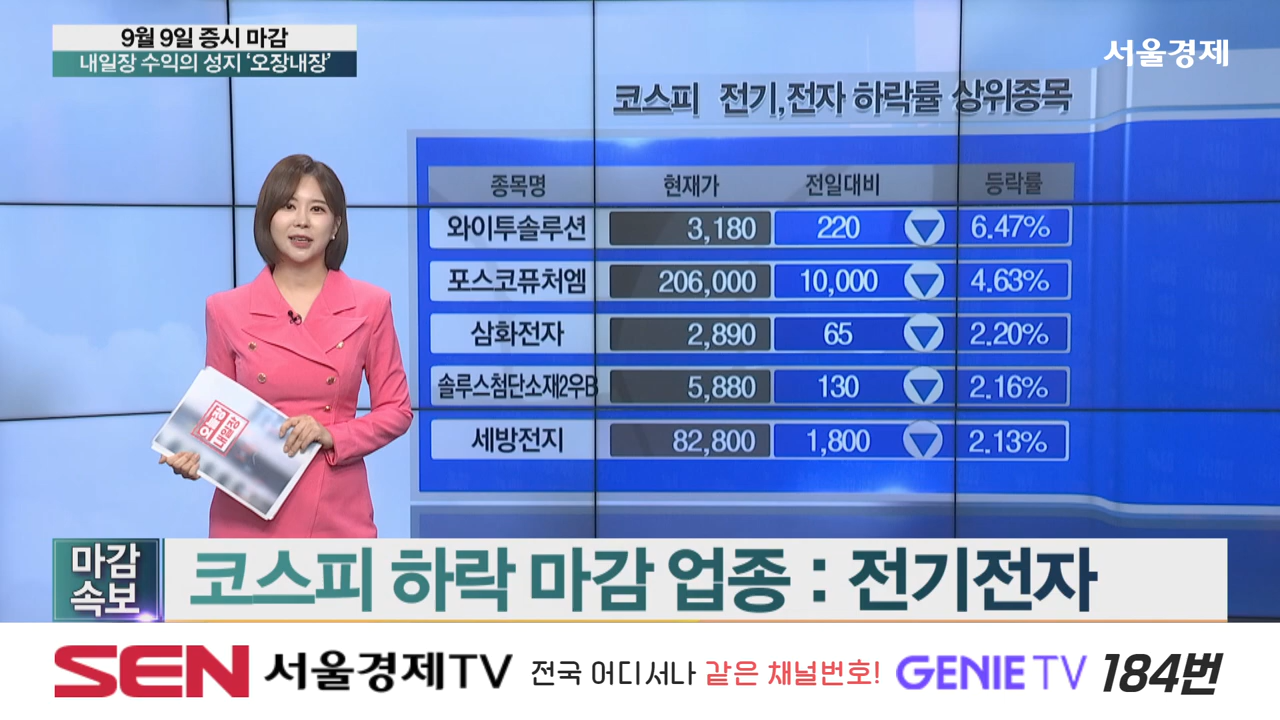 9월 9일 증시 마감
내일장 수익의 성지 '오장내장'
서울경제
코스피 전기,전자 하락률 상위종목
종목명 현재가 전일대비 등락률
와이투솔루션 3,180 220 ▼ 6.47%
포스코퓨처엠 206,000 10,000 ▼ 4.63%
삼화전자 2,890 65 ▼ 2.20%
솔루스첨단소재2우B 5,880 130 ▼ 2.16%
세방전지 82,800 1,800 ▼ 2.13%
마감
속보
코스피 하락 마감 업종 : 전기전자
SEN 서울경제TV 전국 어디서나 같은 채널번호! GENIE TV 184번